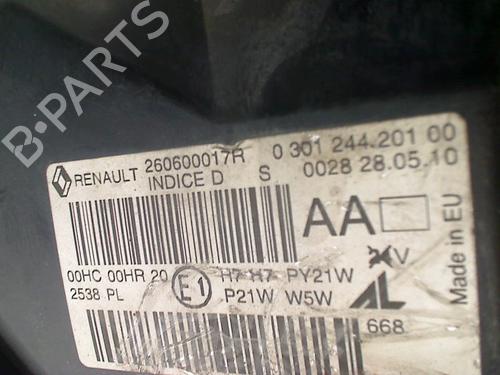 RENAULT 260600017R 0 301 244.201 00
INDICE D S 0028 28.05.10
AA
Made in EU
00HC 00HR 20 E1 H7 H7 PY21W
2538 PL P21W W5W
AL
668
B-PARTS